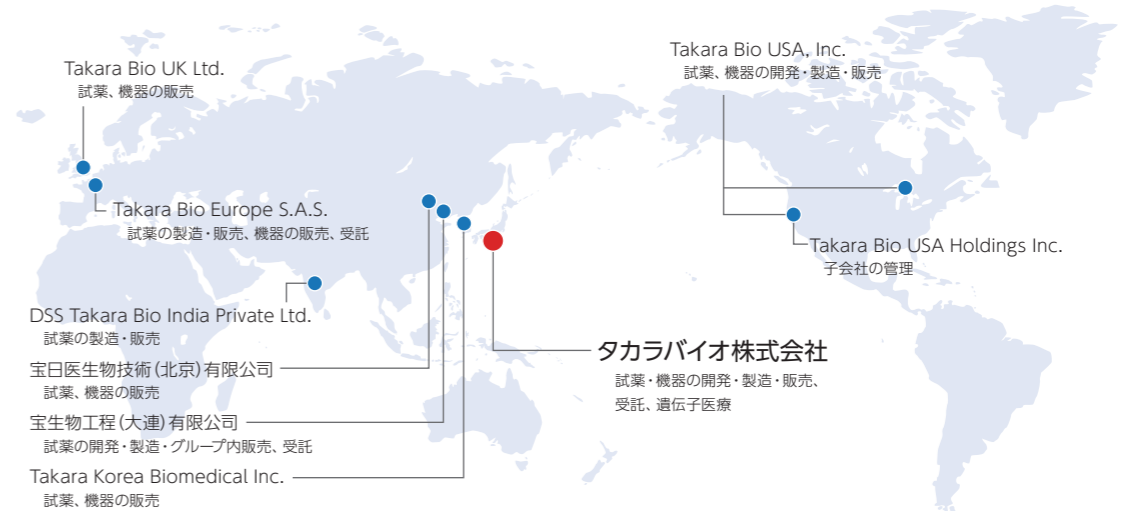 Takara Bio UK Ltd.
試薬、機器の販売
Takara Bio Europe S.A.S.
試薬の製造・販売、機器の販売、受託
DSS Takara Bio India Private Ltd.
試薬の製造・販売
宝日医生物技術(北京)有限公司
試薬、機器の販売
宝生物工程(大連)有限公司
試薬の開発・製造・グループ内販売、受託
Takara Korea Biomedical Inc.
試薬、機器の販売
タカラバイオ株式会社
試薬・機器の開発・製造・販売、
受託、遺伝子医療
Takara Bio USA, Inc.
試薬、機器の開発・製造・販売
Takara Bio USA Holdings Inc.
子会社の管理